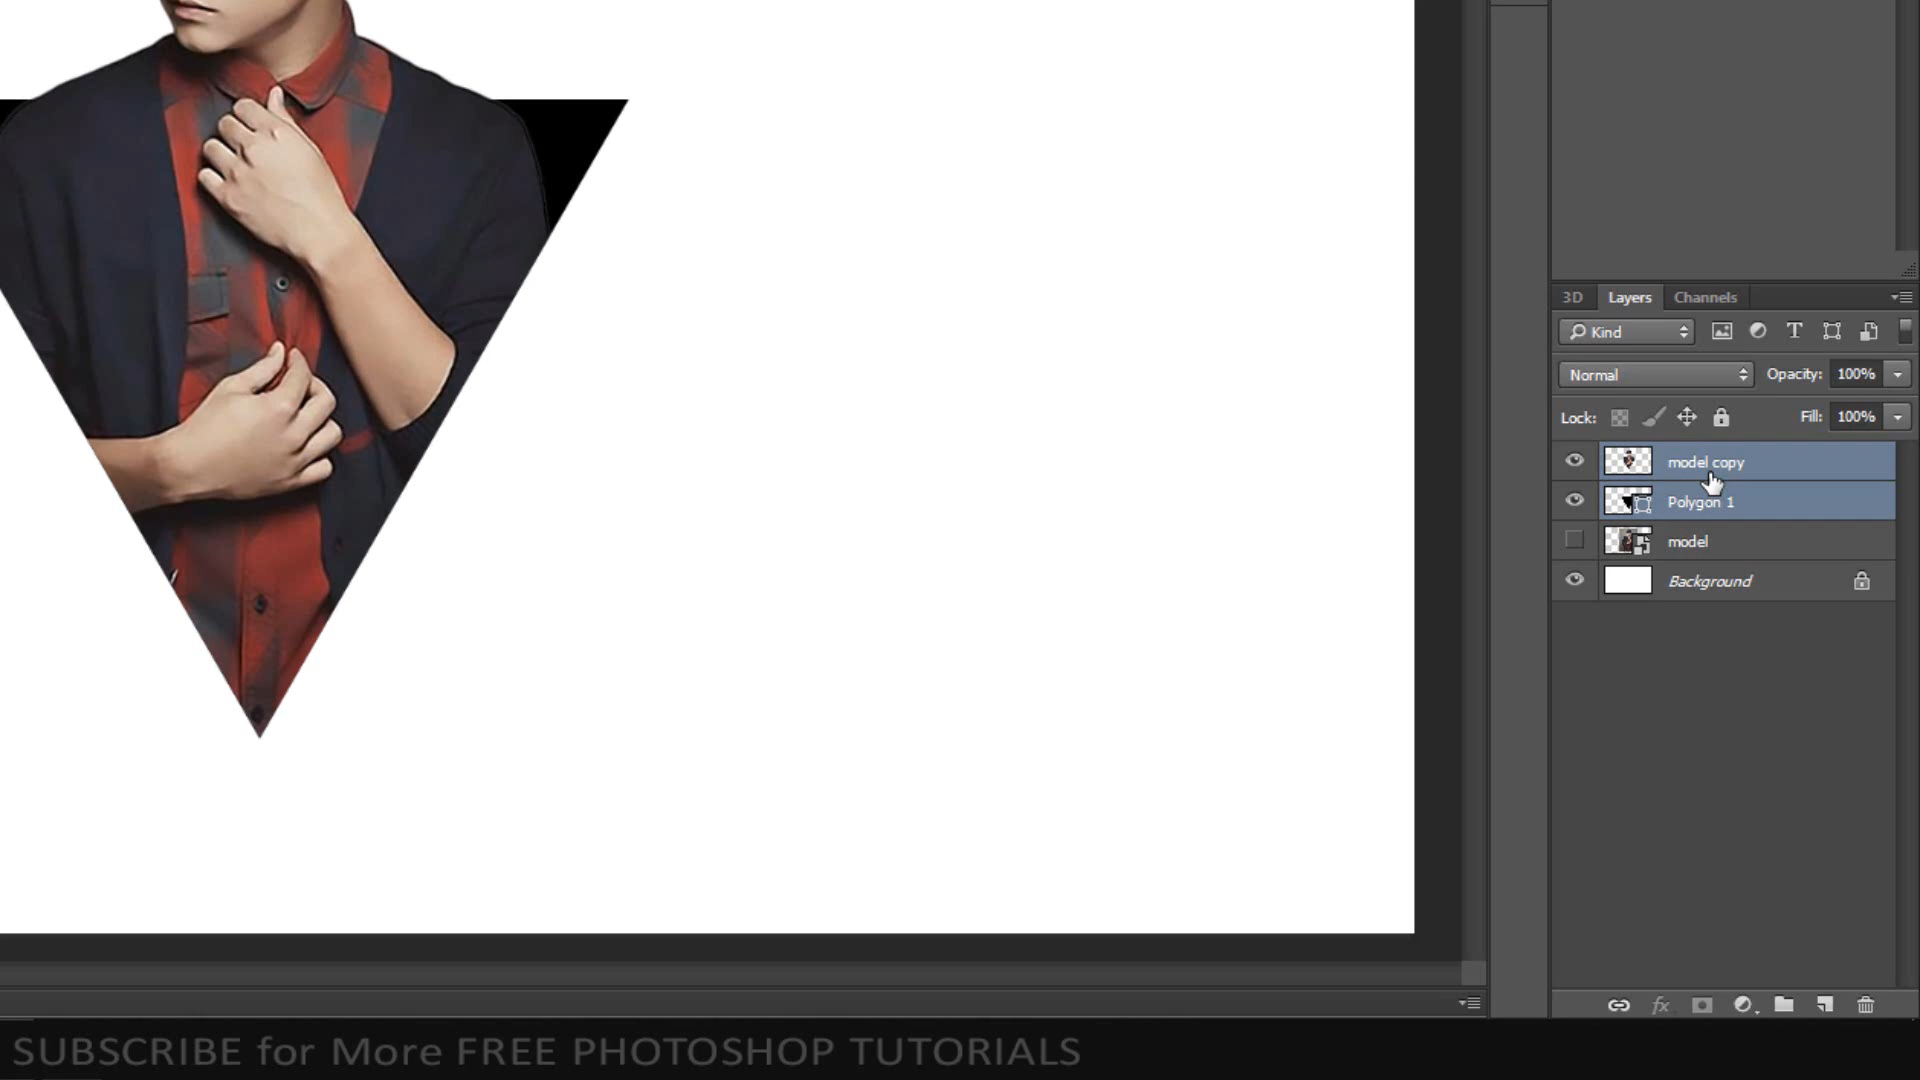 3D Layers Channels
Kind T
Normal Opacity: 100%
Lock: Fill: 100%
model copy
Polygon 1
model
Background
fx
SUBSCRIBE for More FREE PHOTOSHOP TUTORIALS